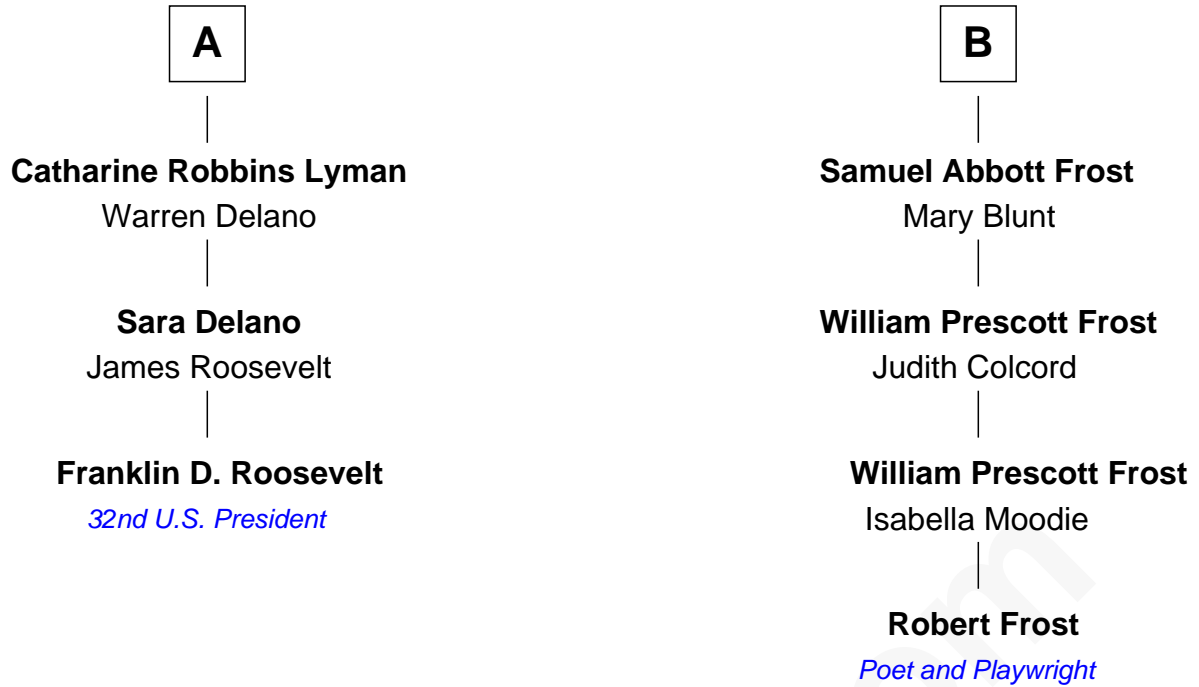 A
Catharine Robbins Lyman
Warren Delano
Sara Delano
James Roosevelt
Franklin D. Roosevelt
32nd U.S. President
B
Samuel Abbott Frost
Mary Blunt
William Prescott Frost
Judith Colcord
William Prescott Frost
Isabella Moodie
Robert Frost
Poet and Playwright